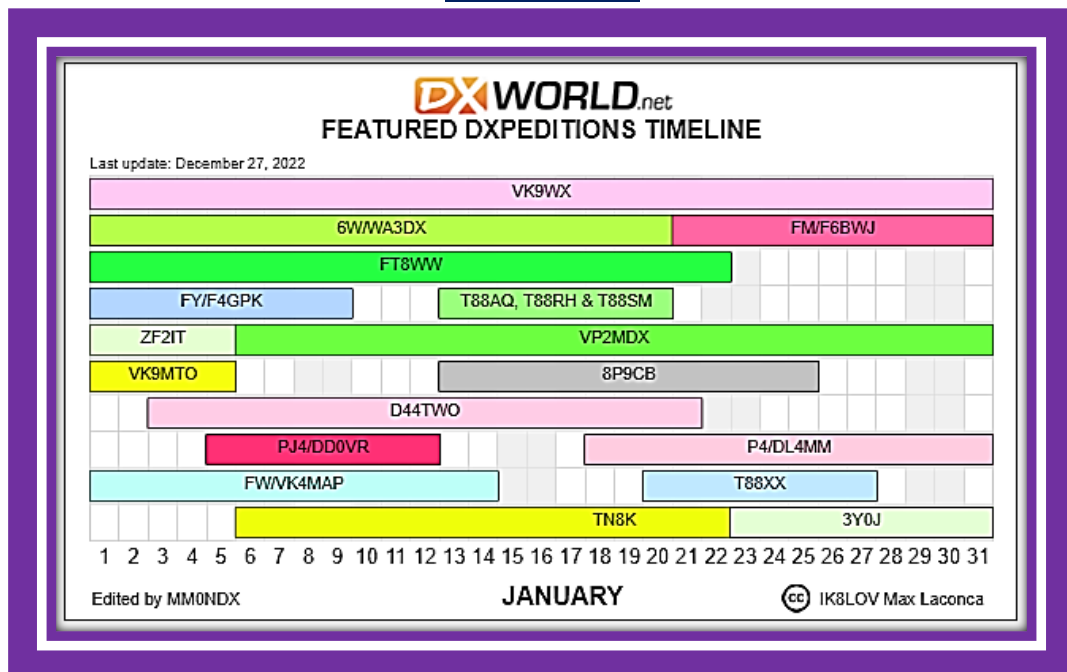 DXWORLD.net
FEATURED DXPEDITIONS TIMELINE
Last update: December 27, 2022
VK9WX
6W/WA3DX FM/F6BWJ
FT8WW
FY/F4GPK T88AQ, T88RH & T88SM
ZF2IT VP2MDX
VK9MTO 8P9CB
D44TWO
PJ4/DD0VR P4/DL4MM
FW/VK4MAP T88XX
TN8K 3Y0J
1 2 3 4 5 6 7 8 9 10 11 12 13 14 15 16 17 18 19 20 21 22 23 24 25 26 27 28 29 30 31
Edited by MM0NDX JANUARY cc IK8LOV Max Laconca